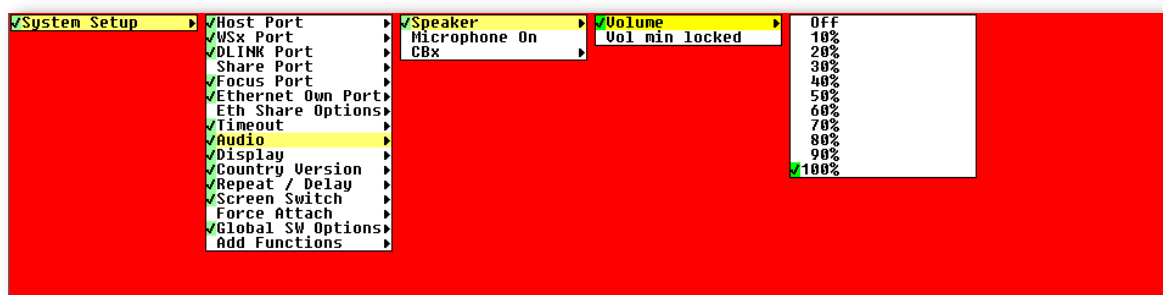 System Setup
Host Port
WSx Port
DLINK Port
Share Port
Focus Port
Ethernet Own Port
Eth Share Options
Timeout
Audio
Display
Country Version
Repeat / Delay
Screen Switch
Force Attach
Global SW Options
Add Functions
Speaker
Microphone On
CBx
Volume
Vol min locked
Off
10%
20%
30%
40%
50%
60%
70%
80%
90%
100%